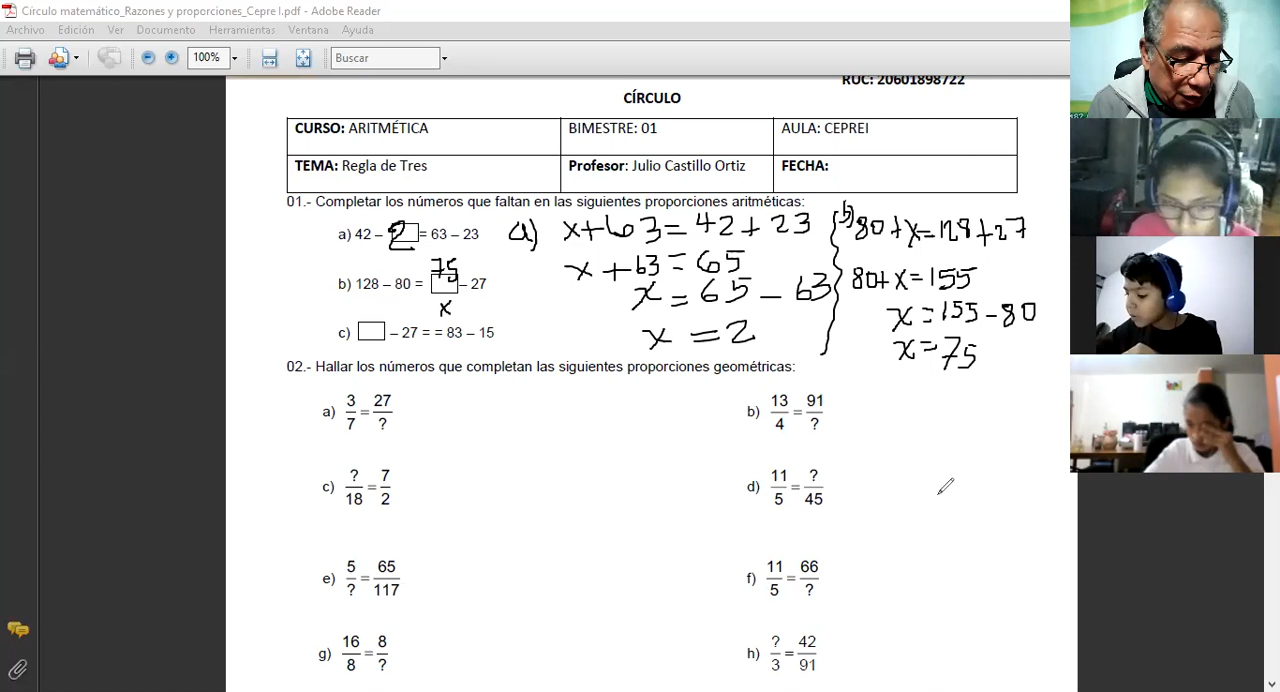 Círculo matemático_Razones y proporciones_Cepre I.pdf - Adobe Reader
Archivo Edición Ver Documento Herramientas Ventana Ayuda
100% Buscar
RUC: 20601898722
CÍRCULO
CURSO: ARITMÉTICA BIMESTRE: 01 AULA: CEPREI
TEMA: Regla de Tres Profesor: Julio Castillo Ortiz FECHA:
01.- Completar los números que faltan en las siguientes proporciones aritméticas:
a) 42 – 2 = 63 – 23
b) 128 – 80 = 75 – 27
x
c) – 27 = = 83 – 15
a) x+63=42+23
x+63=65
x=65-63
x=2
b) 80+x=128+27
80+x=155
x=155-80
x=75
02.- Hallar los números que completan las siguientes proporciones geométricas:
a) 3/7 = 27/? b) 13/4 = 91/?
c) ?/18 = 7/2 d) 11/5 = ?/45
e) 5/? = 65/117 f) 11/5 = 66/?
g) 16/8 = 8/? h) ?/3 = 42/91